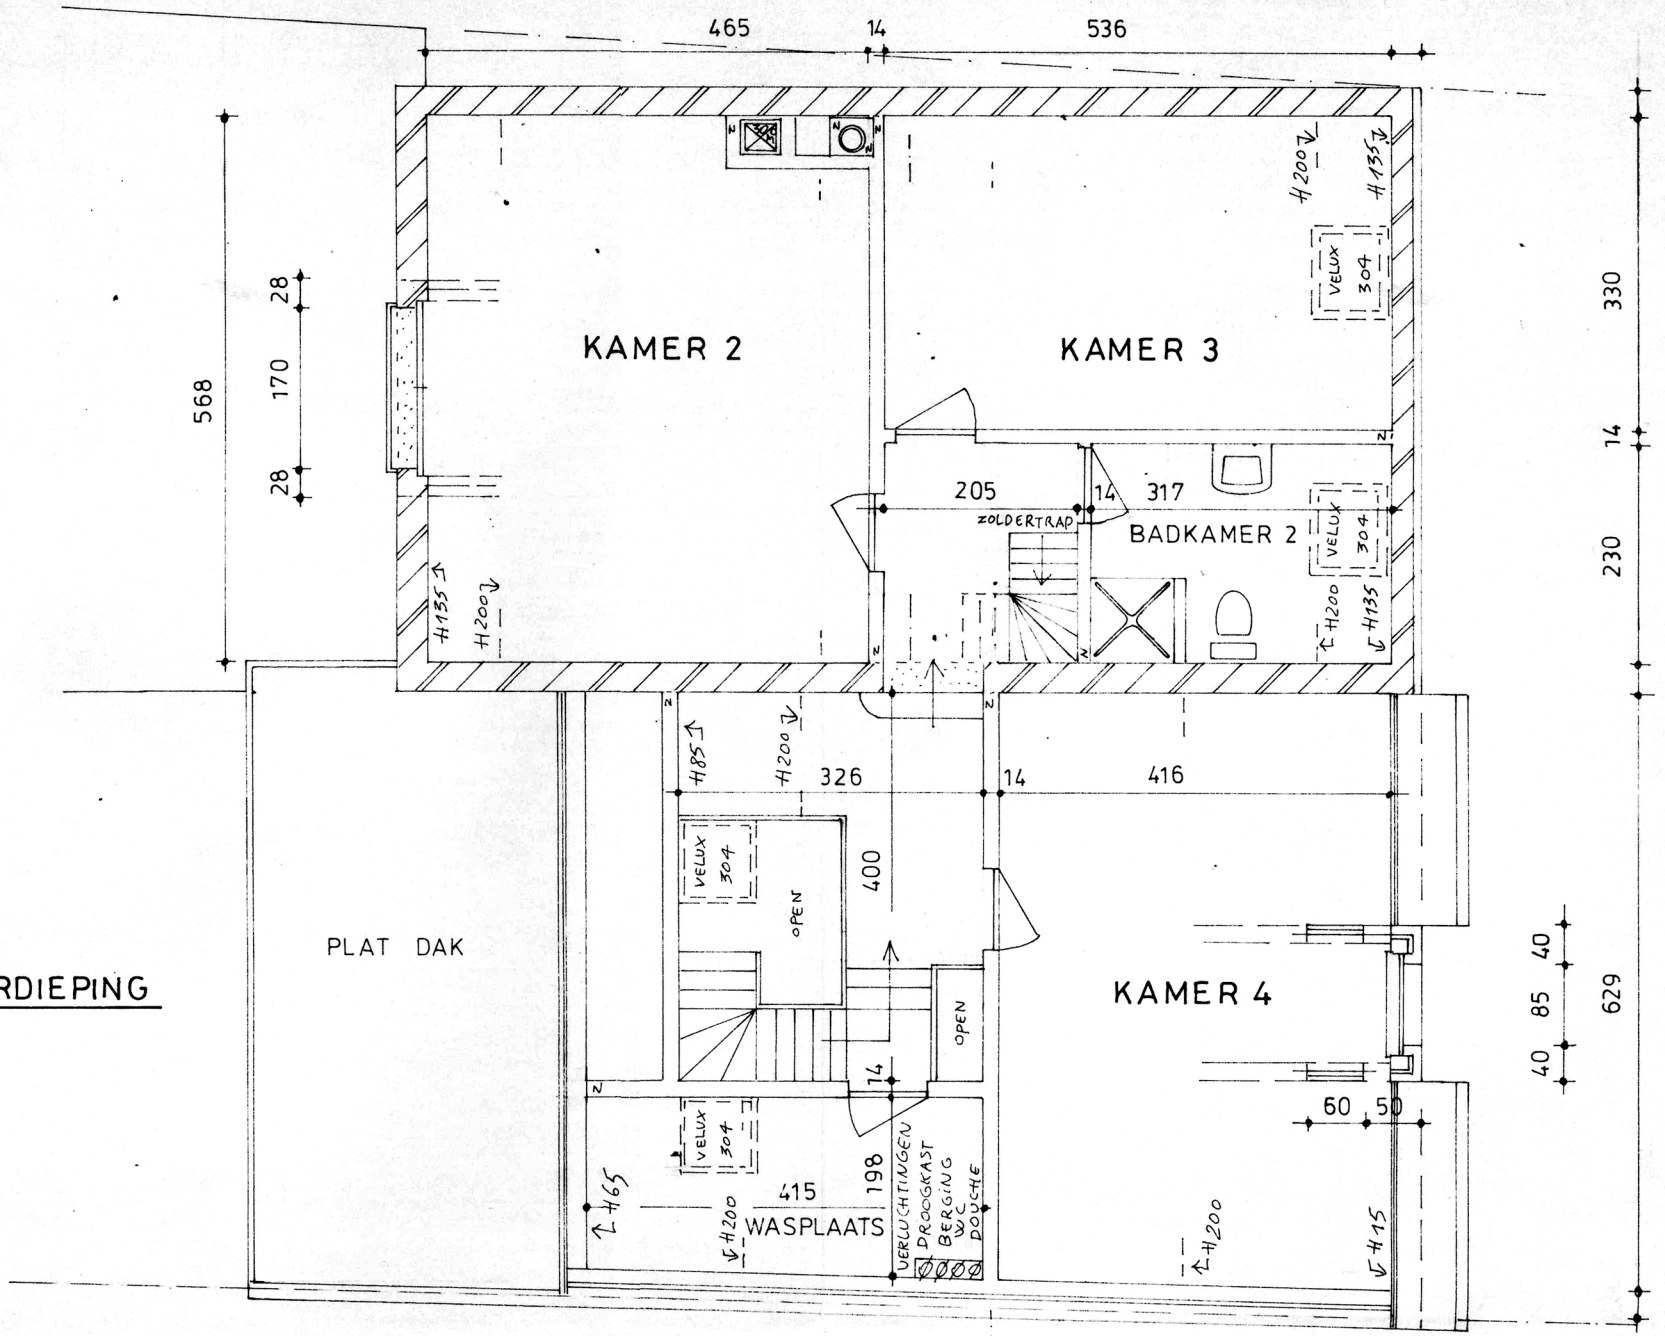 465 14 536
H200 H135
28
VELUX
304
330
KAMER 2
KAMER 3
170
568
14
28
205 14 317
ZOLDERTRAP
BADKAMER 2
VELUX
304
230
H135
H200
H200
H135
H85
H200
326 14 416
VELUX
304
400
OPEN
PLAT DAK
RDIEPING
KAMER 4
OPEN
40
85
40
629
14
60 50
VELUX
304
198
VERLUCHTINGEN
DROOGKAST
BERGING
WC
DOUCHE
H65
415
H200
WASPLAATS
H200
H15